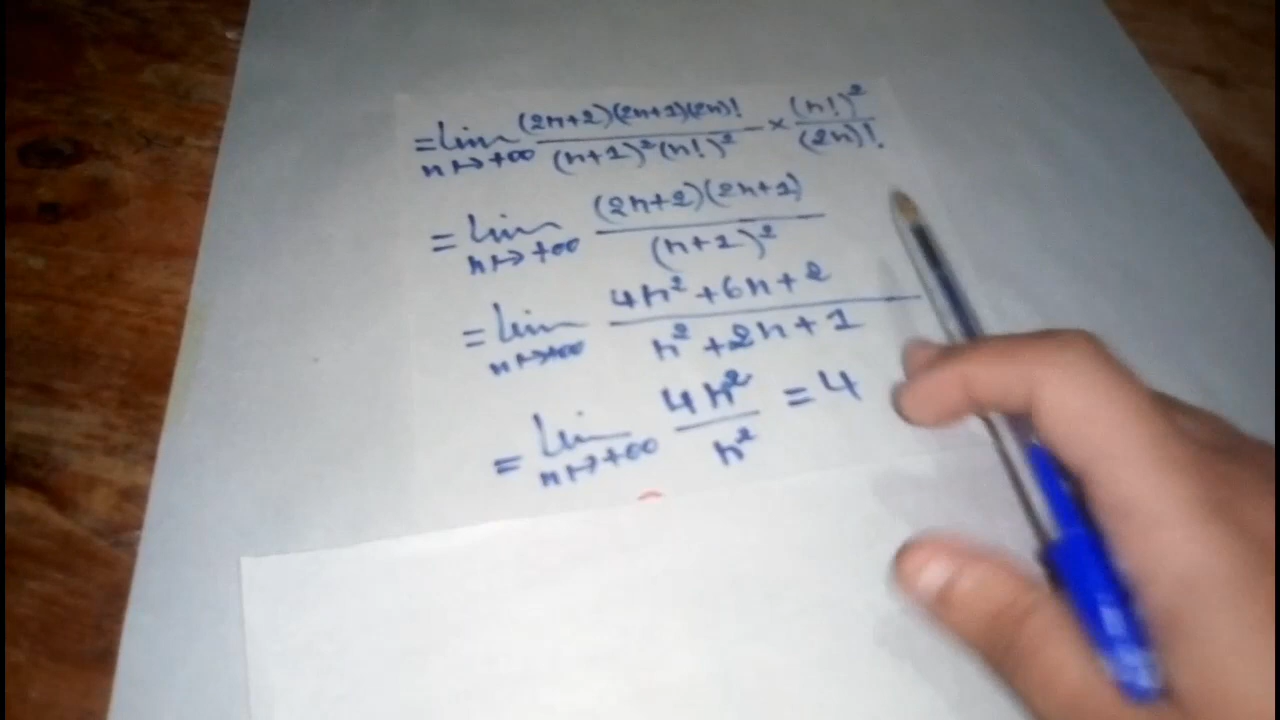 = lim n↦+∞ (2n+2)(2n+1)(2n)! / (n+1)²(n!)² × (n!)² / (2n)!
= lim n↦+∞ (2n+2)(2n+1) / (n+1)²
= lim n↦+∞ 4n²+6n+2 / n²+2n+1
= lim n↦+∞ 4n² / n² = 4